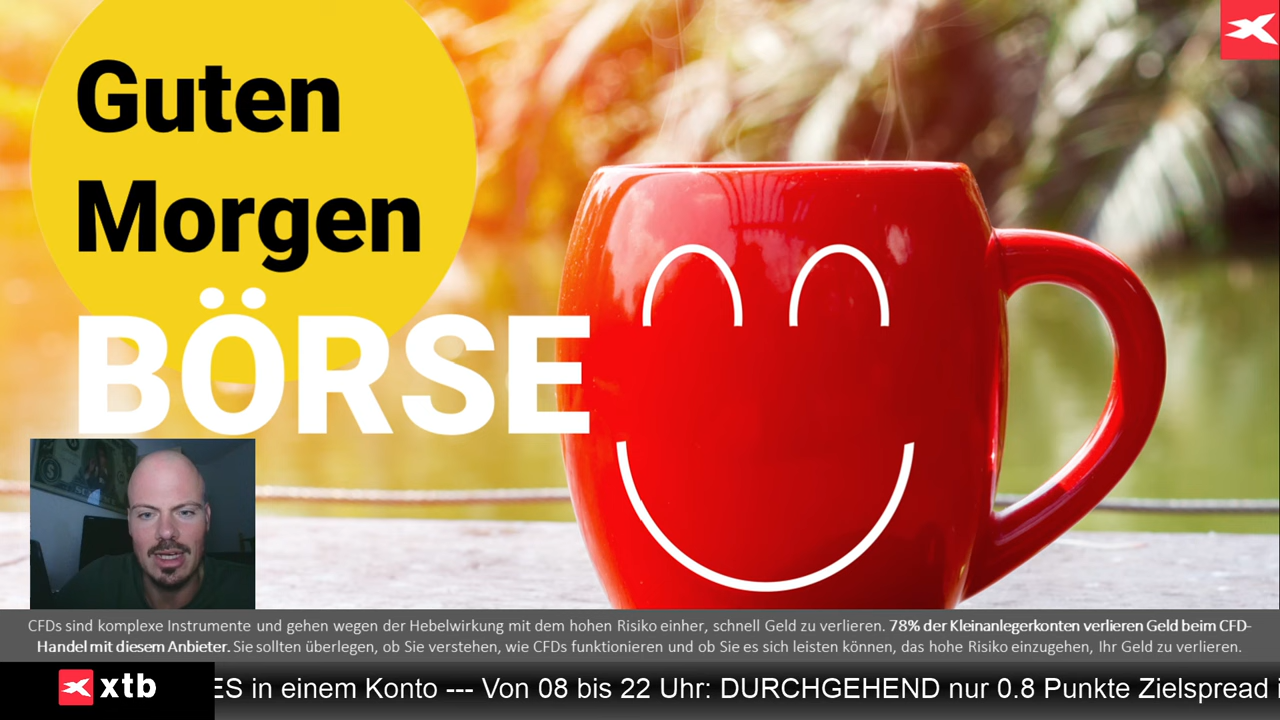 Guten
Morgen
BÖRSE
CFDs sind komplexe Instrumente und gehen wegen der Hebelwirkung mit dem hohen Risiko einher, schnell Geld zu verlieren. 78% der Kleinanlegerkonten verlieren Geld beim CFD-
Handel mit diesem Anbieter. Sie sollten überlegen, ob Sie verstehen, wie CFDs funktionieren und ob Sie es sich leisten können, das hohe Risiko einzugehen, Ihr Geld zu verlieren.
xtb
ES in einem Konto --- Von 08 bis 22 Uhr: DURCHGEHEND nur 0.8 Punkte Zielspread i